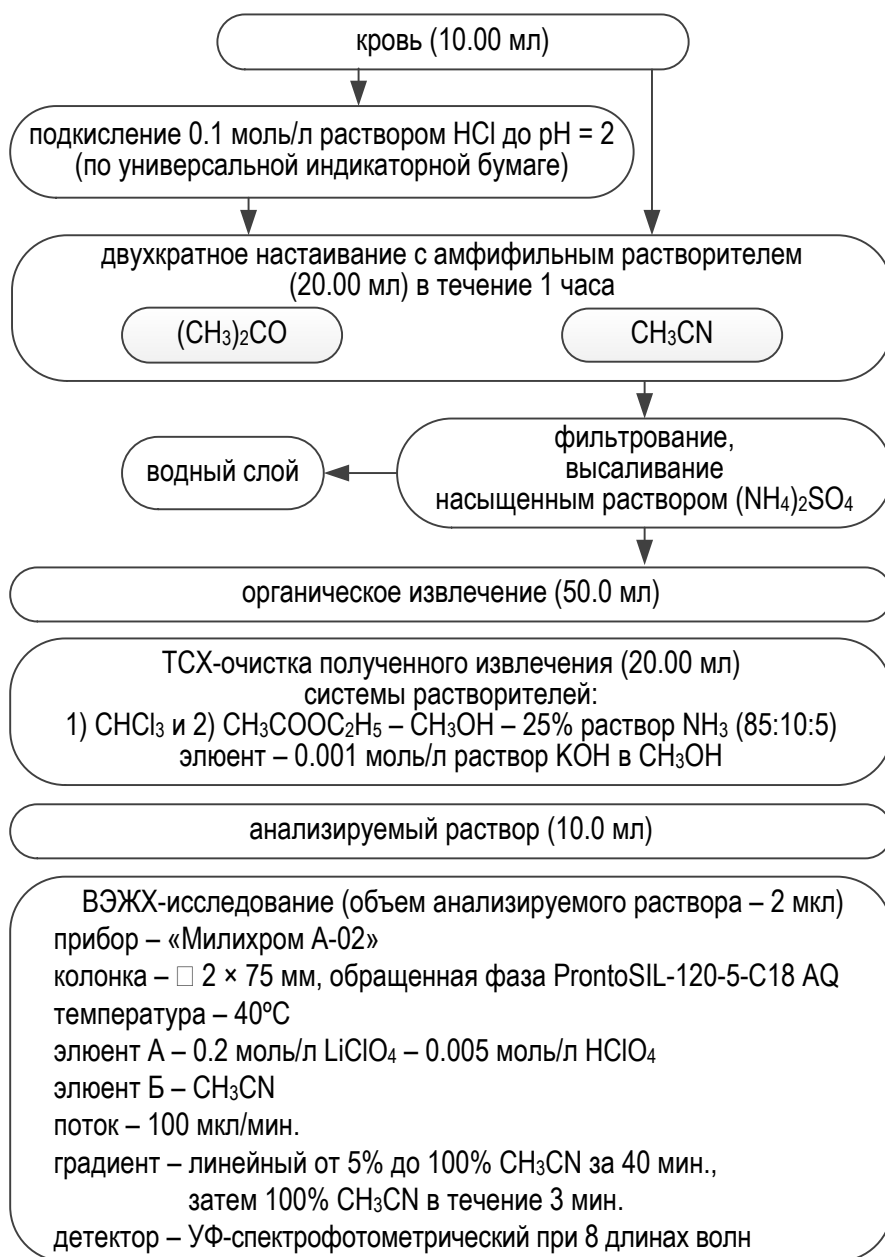 кровь (10.00 мл)
подкисление 0.1 моль/л раствором HCl до pH = 2
(по универсальной индикаторной бумаге)
двухкратное настаивание с амфифильным растворителем
(20.00 мл) в течение 1 часа
(CH₃)₂CO
CH₃CN
фильтрование,
высаливание
насыщенным раствором (NH₄)₂SO₄
водный слой
органическое извлечение (50.0 мл)
ТСХ-очистка полученного извлечения (20.00 мл)
системы растворителей:
1) CHCl₃ и 2) CH₃COOC₂H₅ – CH₃OH – 25% раствор NH₃ (85:10:5)
элюент – 0.001 моль/л раствор KOH в CH₃OH
анализируемый раствор (10.0 мл)
ВЭЖХ-исследование (объем анализируемого раствора – 2 мкл)
прибор – «Милихром А-02»
колонка – □ 2 × 75 мм, обращенная фаза ProntoSIL-120-5-C18 AQ
температура – 40ºС
элюент А – 0.2 моль/л LiClO₄ – 0.005 моль/л HClO₄
элюент Б – CH₃CN
поток – 100 мкл/мин.
градиент – линейный от 5% до 100% CH₃CN за 40 мин.,
затем 100% CH₃CN в течение 3 мин.
детектор – УФ-спектрофотометрический при 8 длинах волн